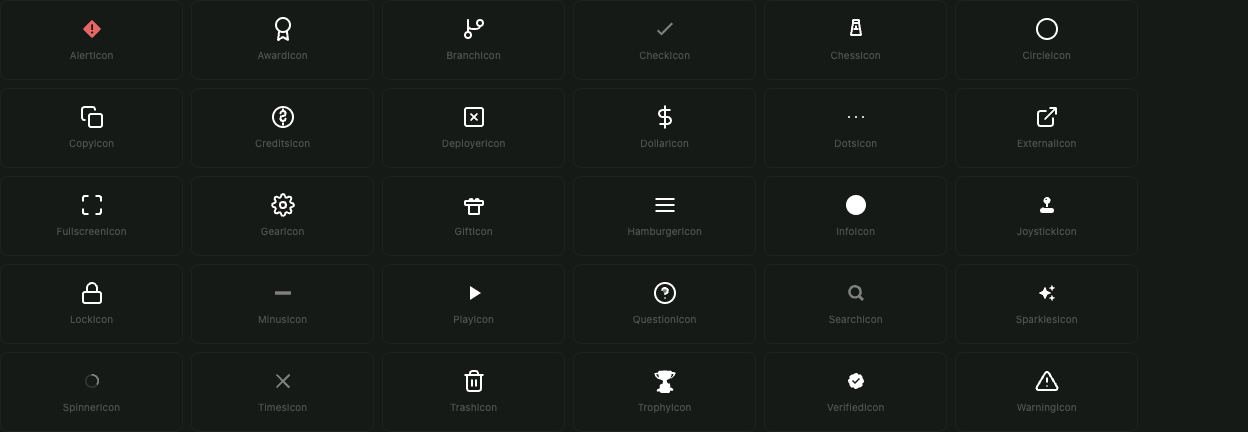 AlertIcon AwardIcon BranchIcon CheckIcon ChessIcon CircleIcon
CopyIcon CreditsIcon DeployerIcon DollarIcon DotsIcon ExternalIcon
FullscreenIcon GearIcon GiftIcon HamburgerIcon InfoIcon JoystickIcon
LockIcon MinusIcon PlayIcon QuestionIcon SearchIcon SparklesIcon
SpinnerIcon TimesIcon TrashIcon TrophyIcon VerifiedIcon WarningIcon